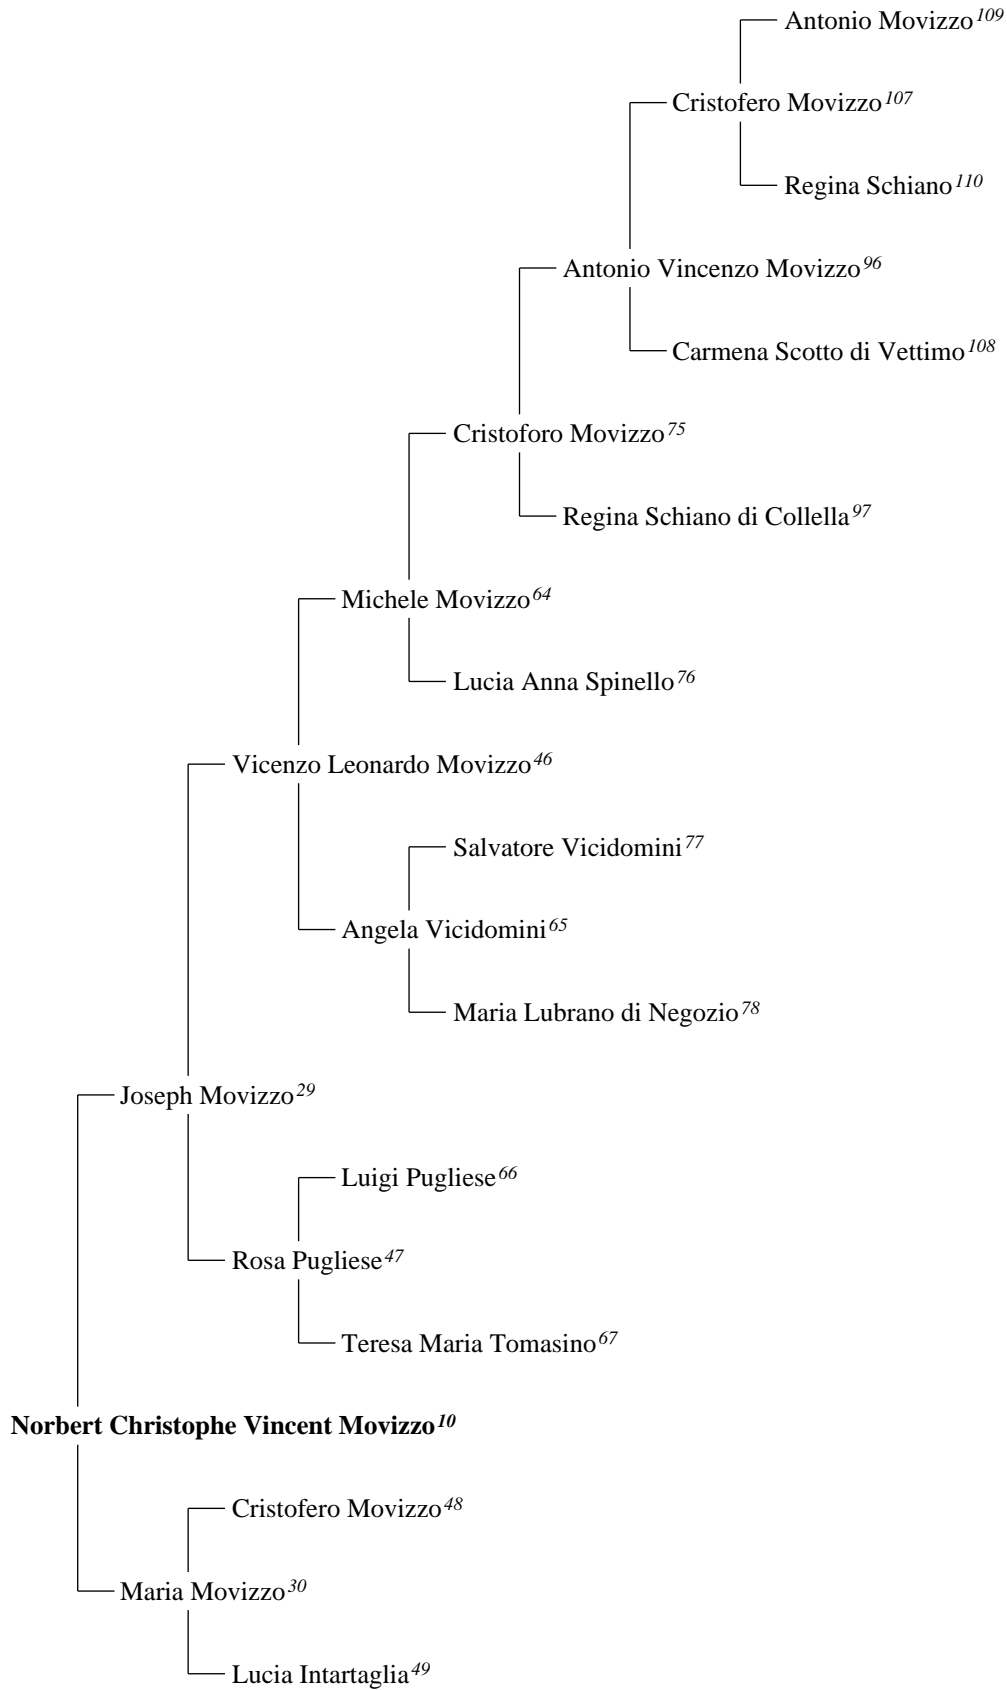 Antonio Movizzo109
Cristofero Movizzo107
Regina Schiano110
Antonio Vincenzo Movizzo96
Carmena Scotto di Vettimo108
Cristoforo Movizzo75
Regina Schiano di Collella97
Michele Movizzo64
Lucia Anna Spinello76
Vicenzo Leonardo Movizzo46
Salvatore Vicidomini77
Angela Vicidomini65
Maria Lubrano di Negozio78
Joseph Movizzo29
Luigi Pugliese66
Rosa Pugliese47
Teresa Maria Tomasino67
Norbert Christophe Vincent Movizzo10
Cristofero Movizzo48
Maria Movizzo30
Lucia Intartaglia49